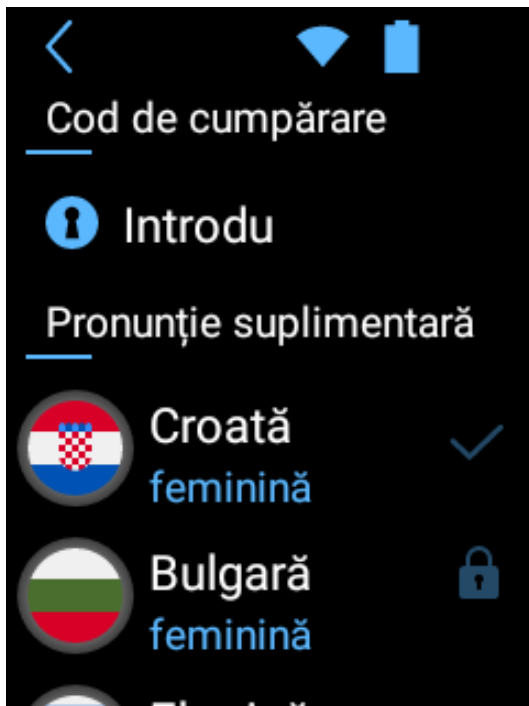 Cod de cumpărare
Introdu
Pronunție suplimentară
Croată
feminină
Bulgară
feminină